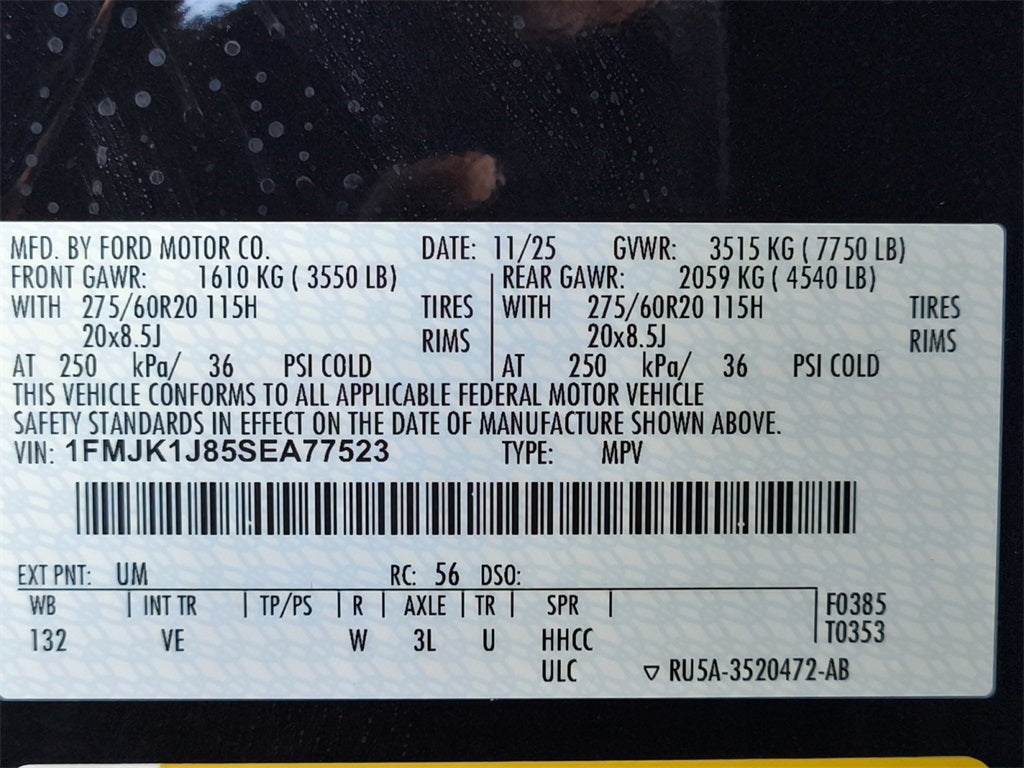 MFD. BY FORD MOTOR CO. DATE: 11/25 GVWR: 3515 KG ( 7750 LB)
FRONT GAWR: 1610 KG ( 3550 LB) REAR GAWR: 2059 KG ( 4540 LB)
WITH 275/60R20 115H TIRES WITH 275/60R20 115H TIRES
20x8.5J RIMS 20x8.5J RIMS
AT 250 kPa/ 36 PSI COLD AT 250 kPa/ 36 PSI COLD
THIS VEHICLE CONFORMS TO ALL APPLICABLE FEDERAL MOTOR VEHICLE
SAFETY STANDARDS IN EFFECT ON THE DATE OF MANUFACTURE SHOWN ABOVE.
VIN: 1FMJK1J85SEA77523 TYPE: MPV
EXT PNT: UM RC: 56 DSO:
WB INT TR TP/PS R AXLE TR SPR F0385
132 VE W 3L U HHCC T0353
ULC ▽ RU5A-3520472-AB